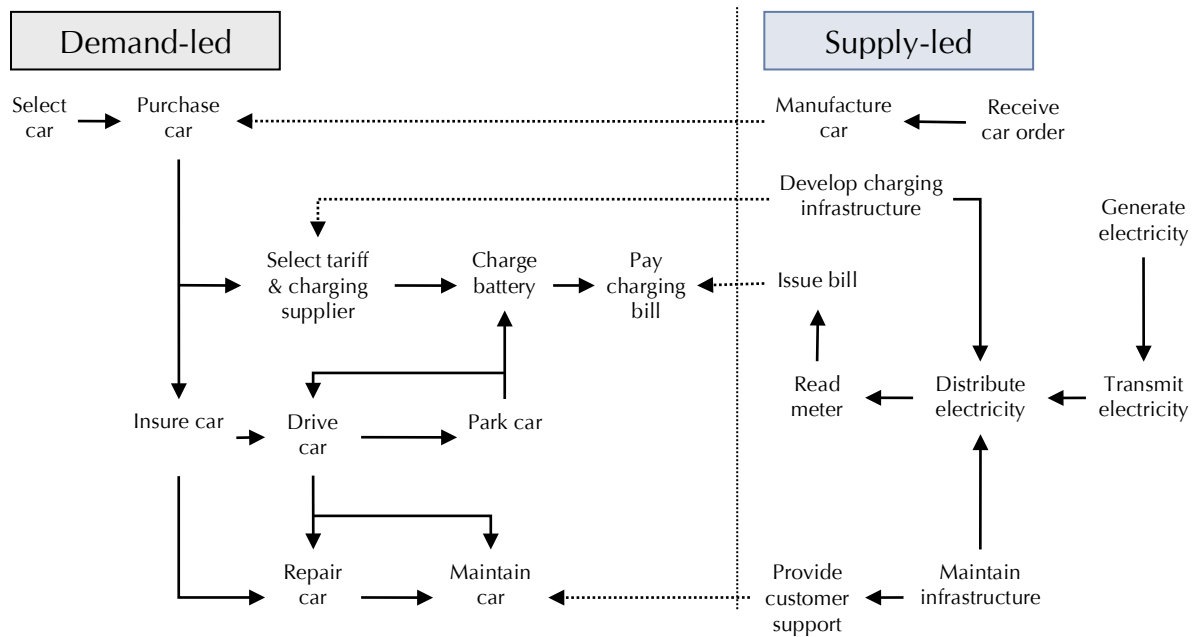 Demand-led
Supply-led
Select
car
Purchase
car
Manufacture
car
Receive
car order
Develop charging
infrastructure
Generate
electricity
Select tariff
& charging
supplier
Charge
battery
Pay
charging
bill
Issue bill
Insure car
Drive
car
Park car
Read
meter
Distribute
electricity
Transmit
electricity
Repair
car
Maintain
car
Provide
customer
support
Maintain
infrastructure